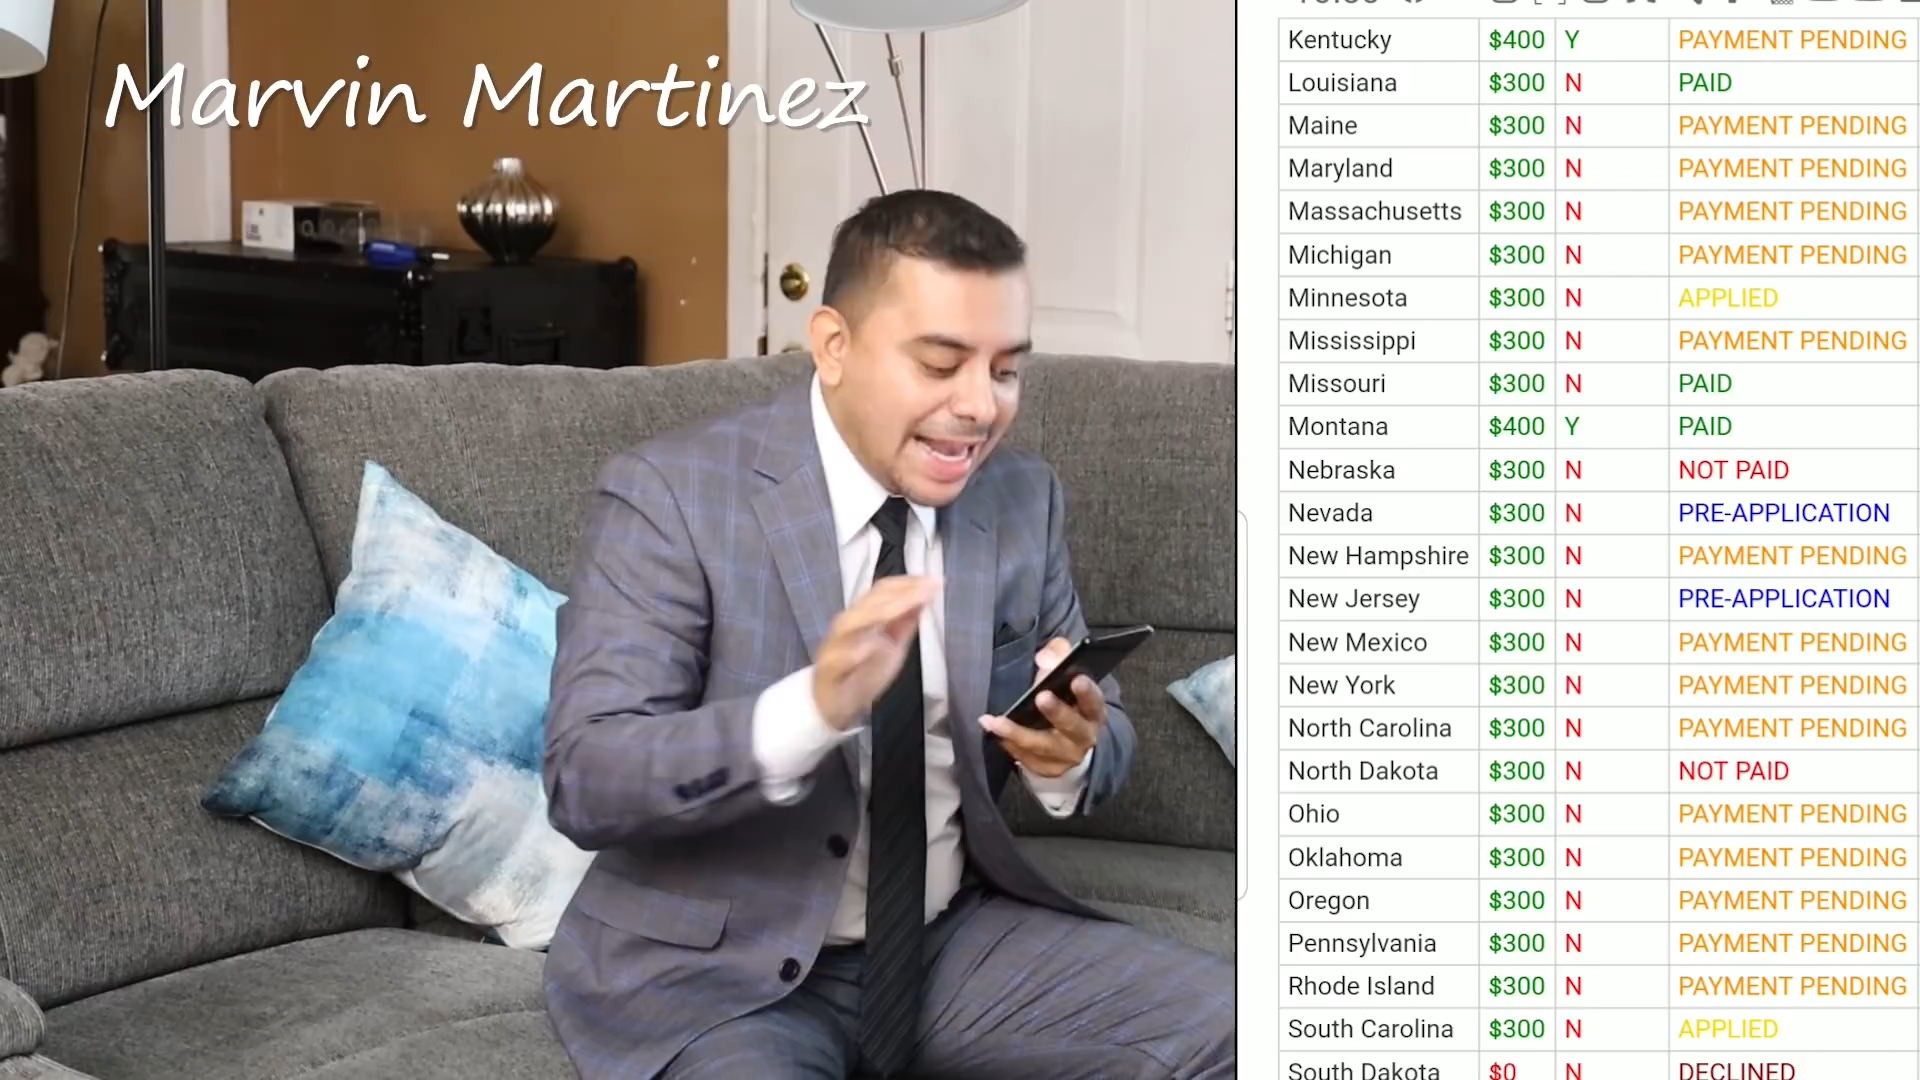 Marvin Martinez
Kentucky $400 Y PAYMENT PENDING
Louisiana $300 N PAID
Maine $300 N PAYMENT PENDING
Maryland $300 N PAYMENT PENDING
Massachusetts $300 N PAYMENT PENDING
Michigan $300 N PAYMENT PENDING
Minnesota $300 N APPLIED
Mississippi $300 N PAYMENT PENDING
Missouri $300 N PAID
Montana $400 Y PAID
Nebraska $300 N NOT PAID
Nevada $300 N PRE-APPLICATION
New Hampshire $300 N PAYMENT PENDING
New Jersey $300 N PRE-APPLICATION
New Mexico $300 N PAYMENT PENDING
New York $300 N PAYMENT PENDING
North Carolina $300 N PAYMENT PENDING
North Dakota $300 N NOT PAID
Ohio $300 N PAYMENT PENDING
Oklahoma $300 N PAYMENT PENDING
Oregon $300 N PAYMENT PENDING
Pennsylvania $300 N PAYMENT PENDING
Rhode Island $300 N PAYMENT PENDING
South Carolina $300 N APPLIED
South Dakota $0 N DECLINED